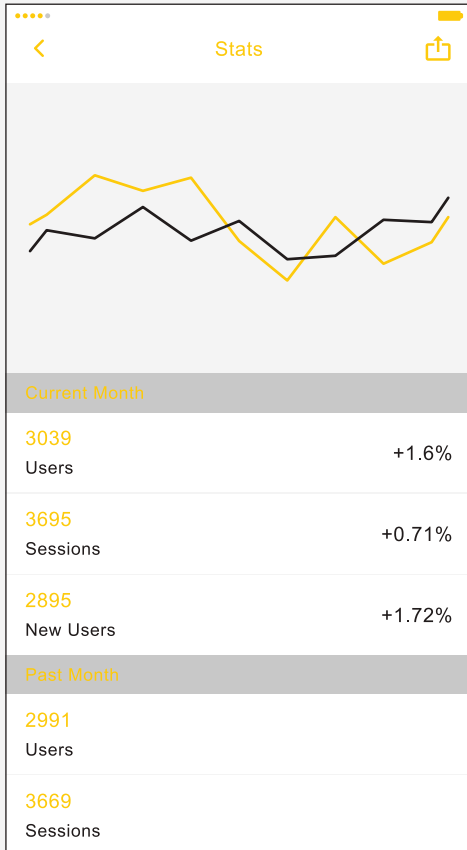 Stats
Current Month
3039
Users
+1.6%
3695
Sessions
+0.71%
2895
New Users
+1.72%
Past Month
2991
Users
3669
Sessions